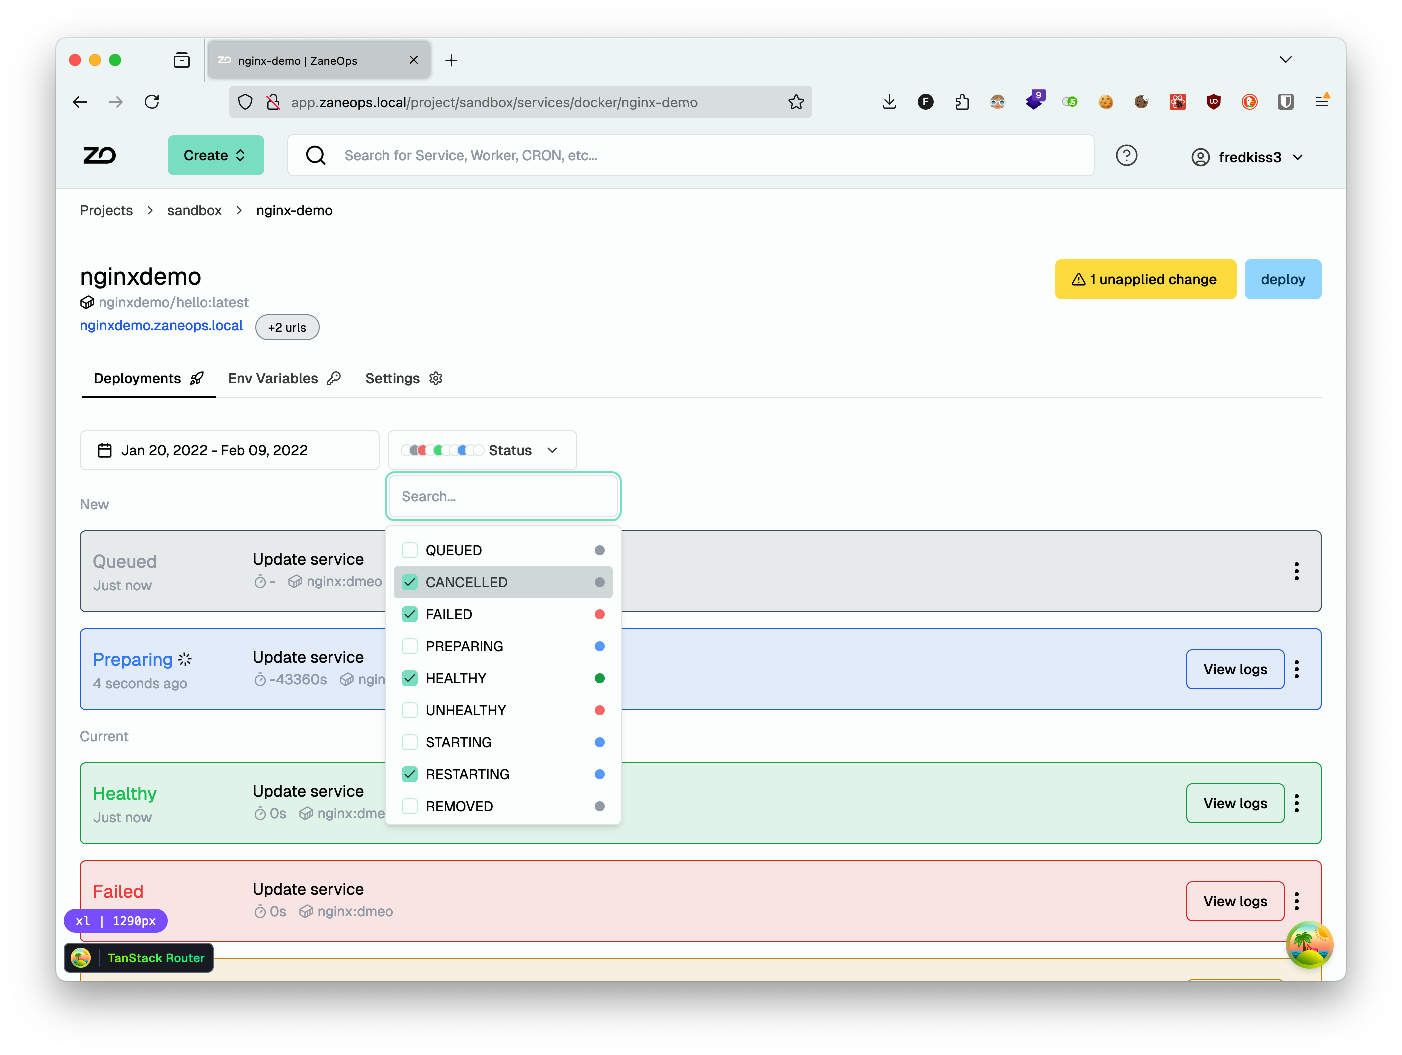 nginx-demo | ZaneOps
app.zaneops.local/project/sandbox/services/docker/nginx-demo
9
ZO
Create
Search for Service, Worker, CRON, etc...
fredkiss3
Projects > sandbox > nginx-demo
nginxdemo
nginxdemo/hello:latest
nginxdemo.zaneops.local
+2 urls
1 unapplied change
deploy
Deployments
Env Variables
Settings
Jan 20, 2022 - Feb 09, 2022
Status
Search...
New
QUEUED
CANCELLED
FAILED
PREPARING
HEALTHY
UNHEALTHY
STARTING
RESTARTING
REMOVED
Queued
Just now
Update service
-
nginx:dmeo
Preparing
4 seconds ago
Update service
-43360s
ngin
View logs
Current
Healthy
Just now
Update service
0s
nginx:dme
View logs
Failed
Update service
0s
nginx:dmeo
View logs
xl | 1290px
TanStack Router